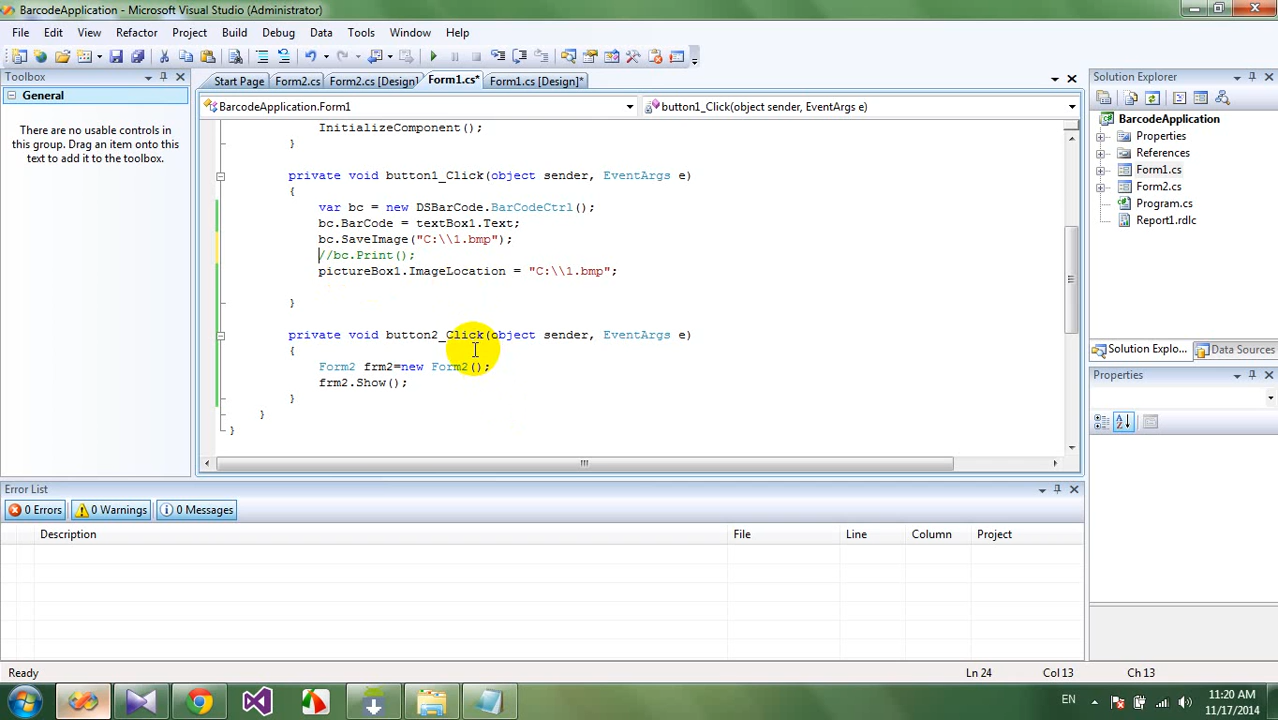 BarcodeApplication - Microsoft Visual Studio (Administrator)
File Edit View Refactor Project Build Debug Data Tools Window Help
Toolbox
General
There are no usable controls in
this group. Drag an item onto this
text to add it to the toolbox.
Start Page Form2.cs Form2.cs [Design] Form1.cs* Form1.cs [Design]*
BarcodeApplication.Form1 button1_Click(object sender, EventArgs e)
InitializeComponent();
}
private void button1_Click(object sender, EventArgs e)
{
var bc = new DSBarCode.BarCodeCtrl();
bc.BarCode = textBox1.Text;
bc.SaveImage("C:\\1.bmp");
//bc.Print();
pictureBox1.ImageLocation = "C:\\1.bmp";
}
private void button2_Click(object sender, EventArgs e)
{
Form2 frm2=new Form2();
frm2.Show();
}
}
}
Solution Explorer
BarcodeApplication
Properties
References
Form1.cs
Form2.cs
Program.cs
Report1.rdlc
Solution Explo... Data Sources
Properties
Error List
0 Errors 0 Warnings 0 Messages
Description File Line Column Project
Ready Ln 24 Col 13 Ch 13
EN
11:20 AM
11/17/2014